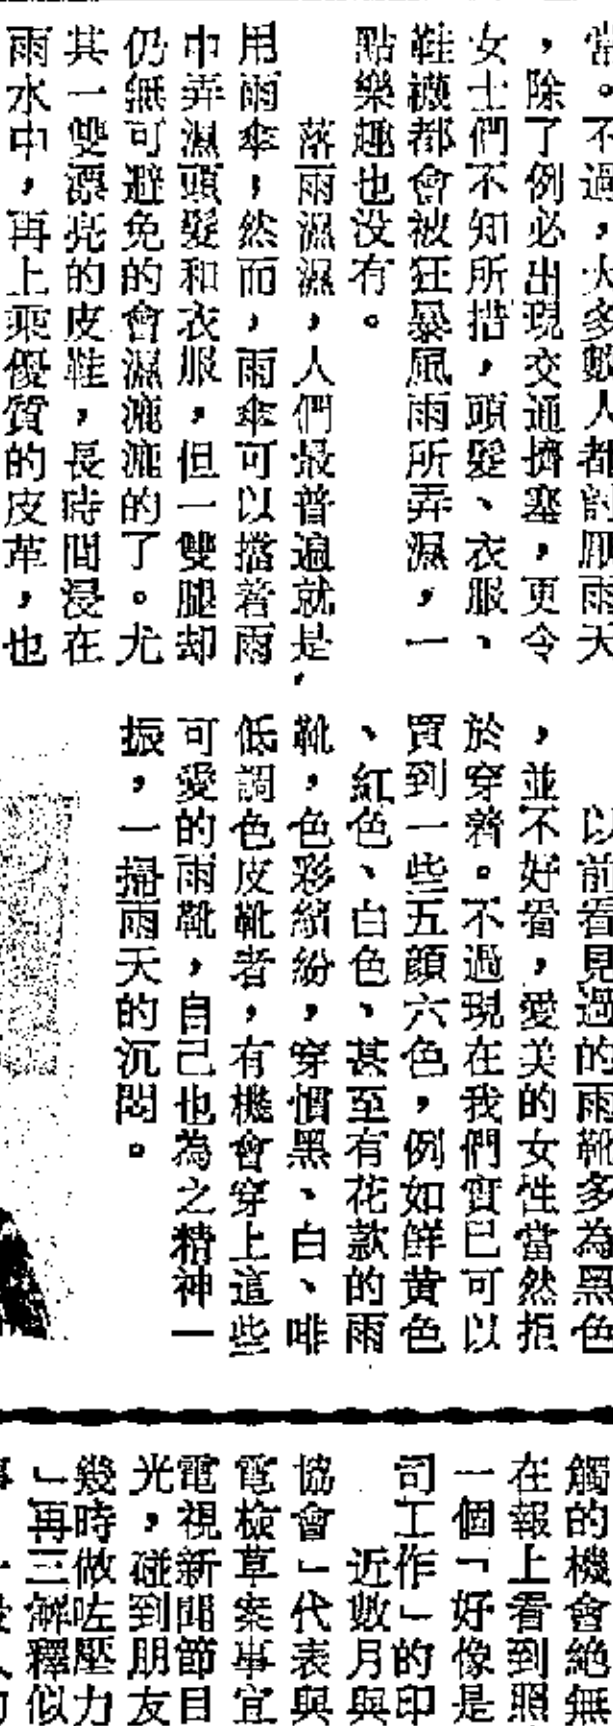 常。不過，大多數人都討厭雨天
，除了例必出現交通擠塞，更令
女士們不知所措，頭髮、衣服、
鞋襪都會被狂暴風雨所弄濕，一
點樂趣也没有。
落雨濕濕，人們最普遍就是
用雨傘，然而，雨傘可以擋着雨
巾弄濕頭髮和衣服，但一雙腿却
仍無可避免的會濕漉漉的了。尤
其一雙漂亮的皮鞋，長時間浸在
雨水中，再上乘優質的皮革，也
以前看見過的雨靴多為黑色
，並不好看，愛美的女性當然拒
於穿着。不過現在我們實已可以
買到一些五顏六色，例如鮮黃色
、紅色、白色、甚至有花款的雨
靴，色彩繽紛，穿慣黑、白、啡
低調色皮靴者，有機會穿上這些
可愛的雨靴，自己也為之精神一
振，一掃雨天的沉悶。
觸的機會絕無
在報上看到照
一個「好像是
司工作」的印
近數月與
協會」代表與
電檢草案事宜
電視新聞節目
光，碰到朋友
幾時做咗壓力
」再三解釋似